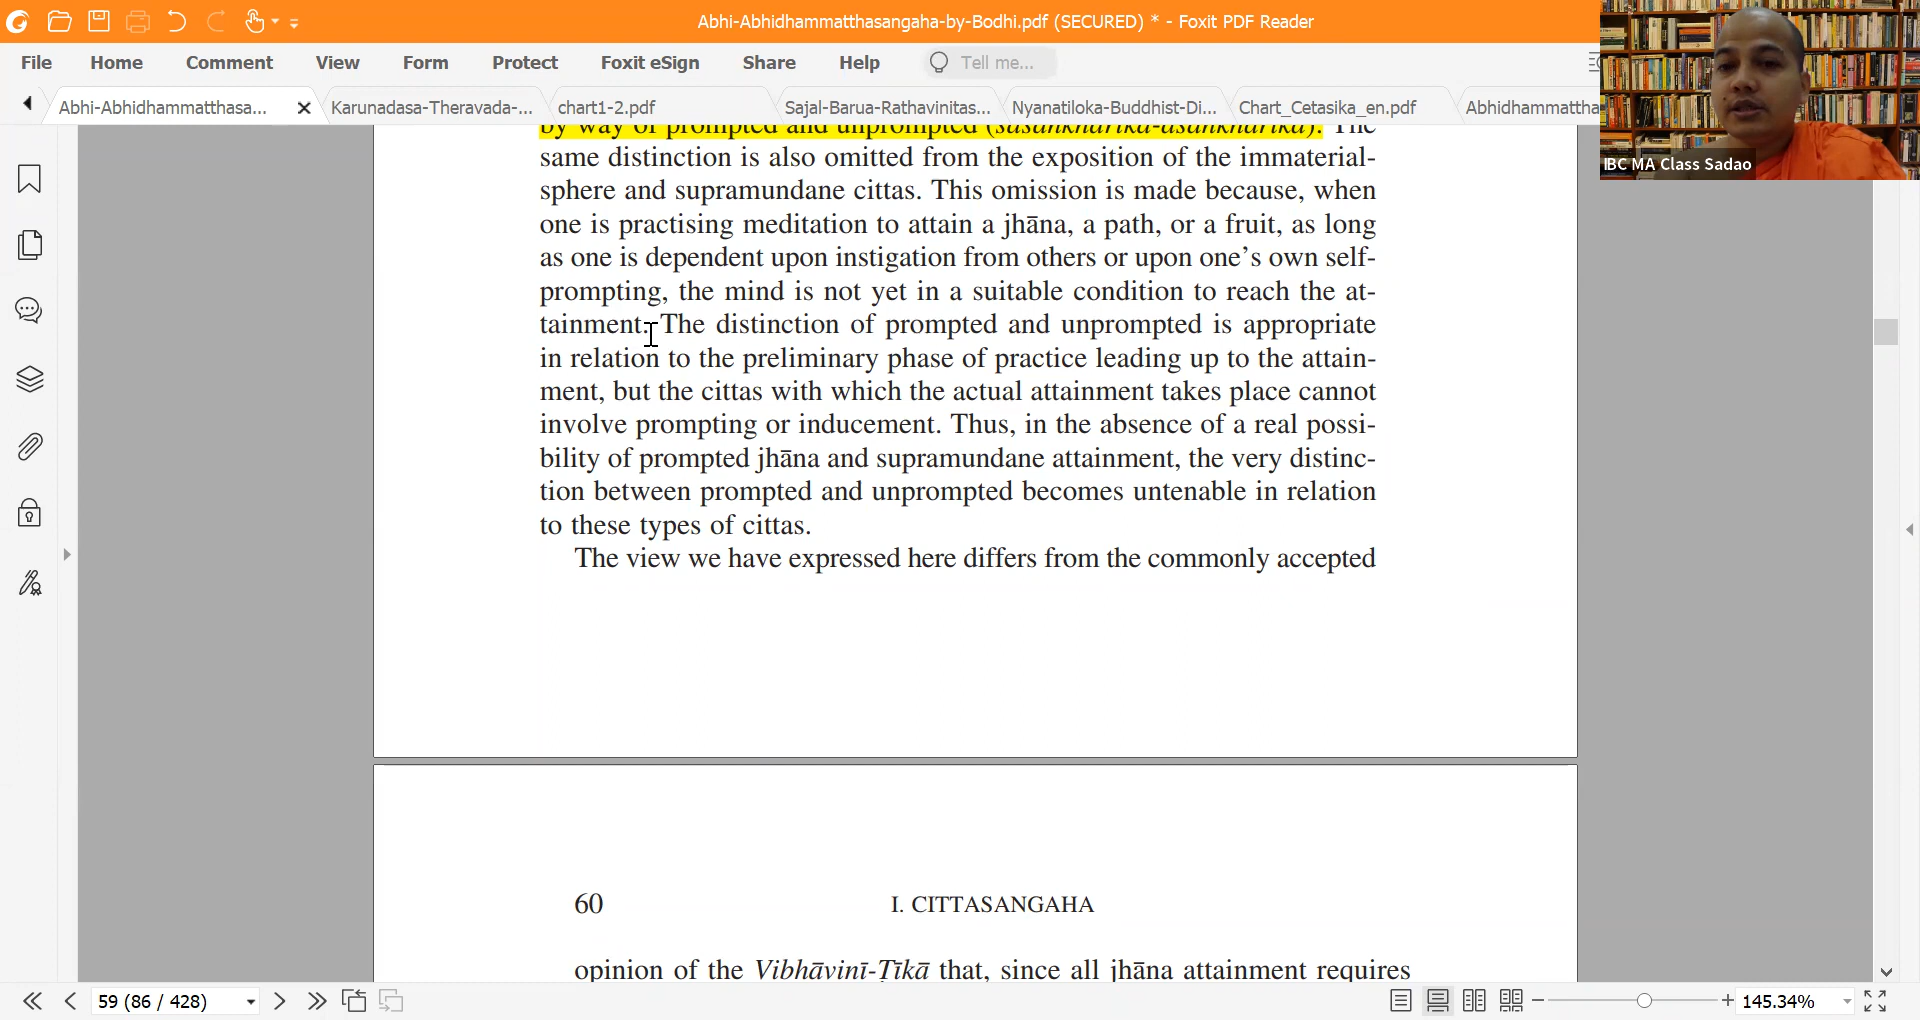 Abhi-Abhidhammatthasangaha-by-Bodhi.pdf (SECURED) * - Foxit PDF Reader
File Home Comment View Form Protect Foxit eSign Share Help Tell me...
Abhi-Abhidhammatthasa... Karunadasa-Theravada-... chart1-2.pdf Sajal-Barua-Rathavinitas... Nyanatiloka-Buddhist-Di... Chart_Cetasika_en.pdf Abhidhammattha
IBC MA Class Sadao
by way of prompted and unprompted (sasankhārika-asankhārika). The
same distinction is also omitted from the exposition of the immaterial-
sphere and supramundane cittas. This omission is made because, when
one is practising meditation to attain a jhāna, a path, or a fruit, as long
as one is dependent upon instigation from others or upon one's own self-
prompting, the mind is not yet in a suitable condition to reach the at-
tainment. The distinction of prompted and unprompted is appropriate
in relation to the preliminary phase of practice leading up to the attain-
ment, but the cittas with which the actual attainment takes place cannot
involve prompting or inducement. Thus, in the absence of a real possi-
bility of prompted jhāna and supramundane attainment, the very distinc-
tion between prompted and unprompted becomes untenable in relation
to these types of cittas.
The view we have expressed here differs from the commonly accepted
60 I. CITTASANGAHA
opinion of the Vibhāvinī-Ṭīkā that, since all jhāna attainment requires
59 (86 / 428) 145.34%